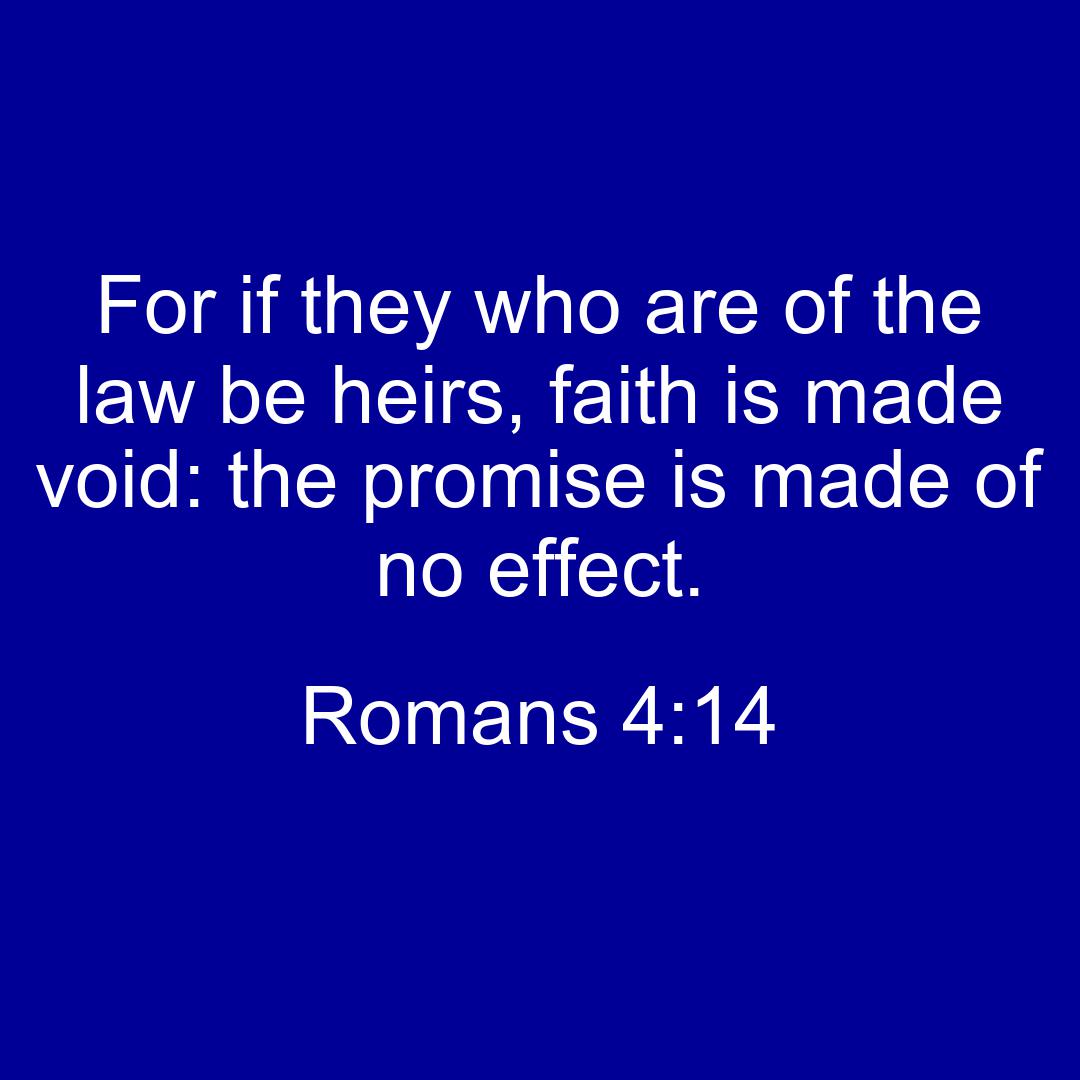 For if they who are of the
law be heirs, faith is made
void: the promise is made of
no effect.
Romans 4:14